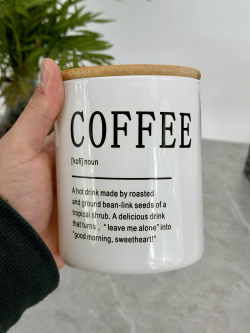 COFFEE
['kɒfi] noun
A hot drink made by roasted
and ground bean-link seeds of a
tropical shrub. A delicious drink
that turns， “ leave me alone” into
“good morning, sweetheart!”